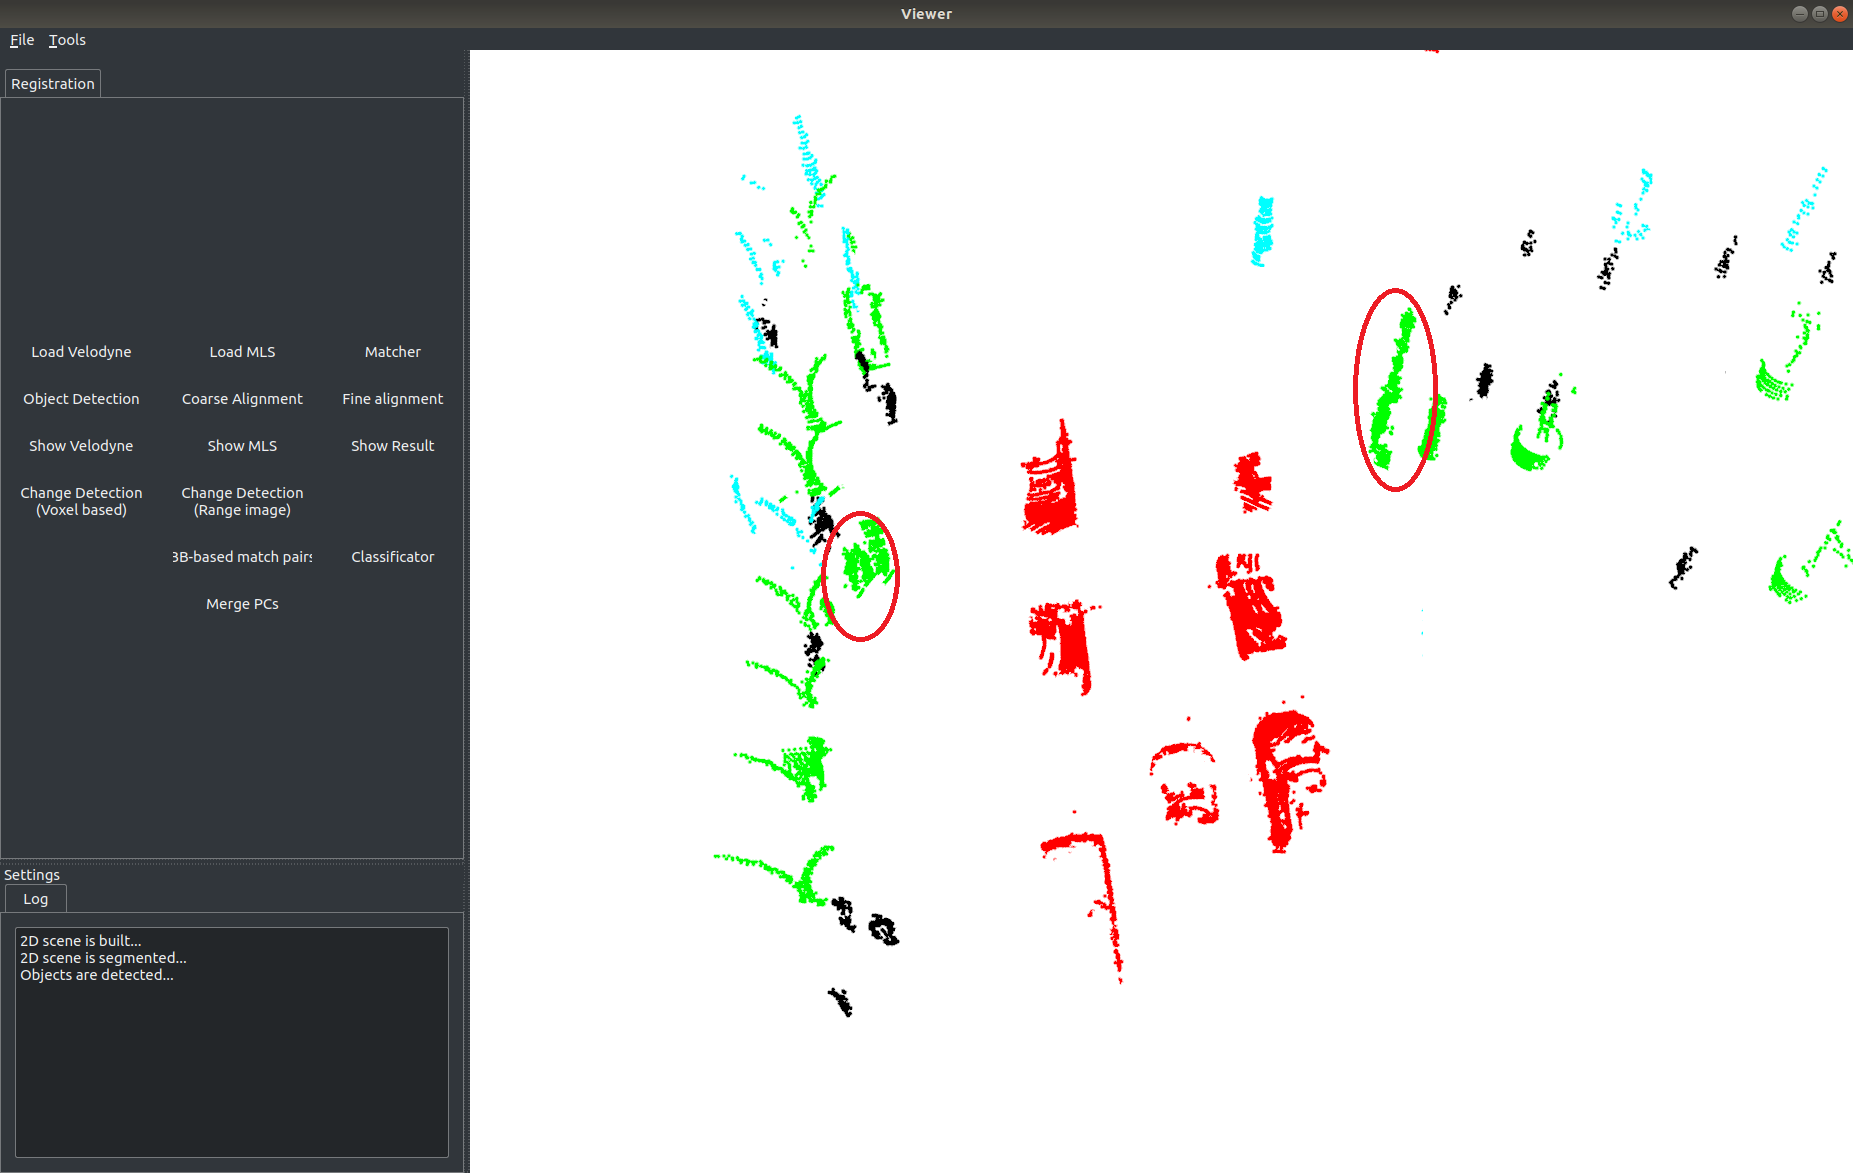 Viewer
File Tools
Registration
Load Velodyne Load MLS Matcher
Object Detection Coarse Alignment Fine alignment
Show Velodyne Show MLS Show Result
Change Detection Change Detection
(Voxel based) (Range image)
3B-based match pairs Classificator
Merge PCs
Settings
Log
2D scene is built...
2D scene is segmented...
Objects are detected...